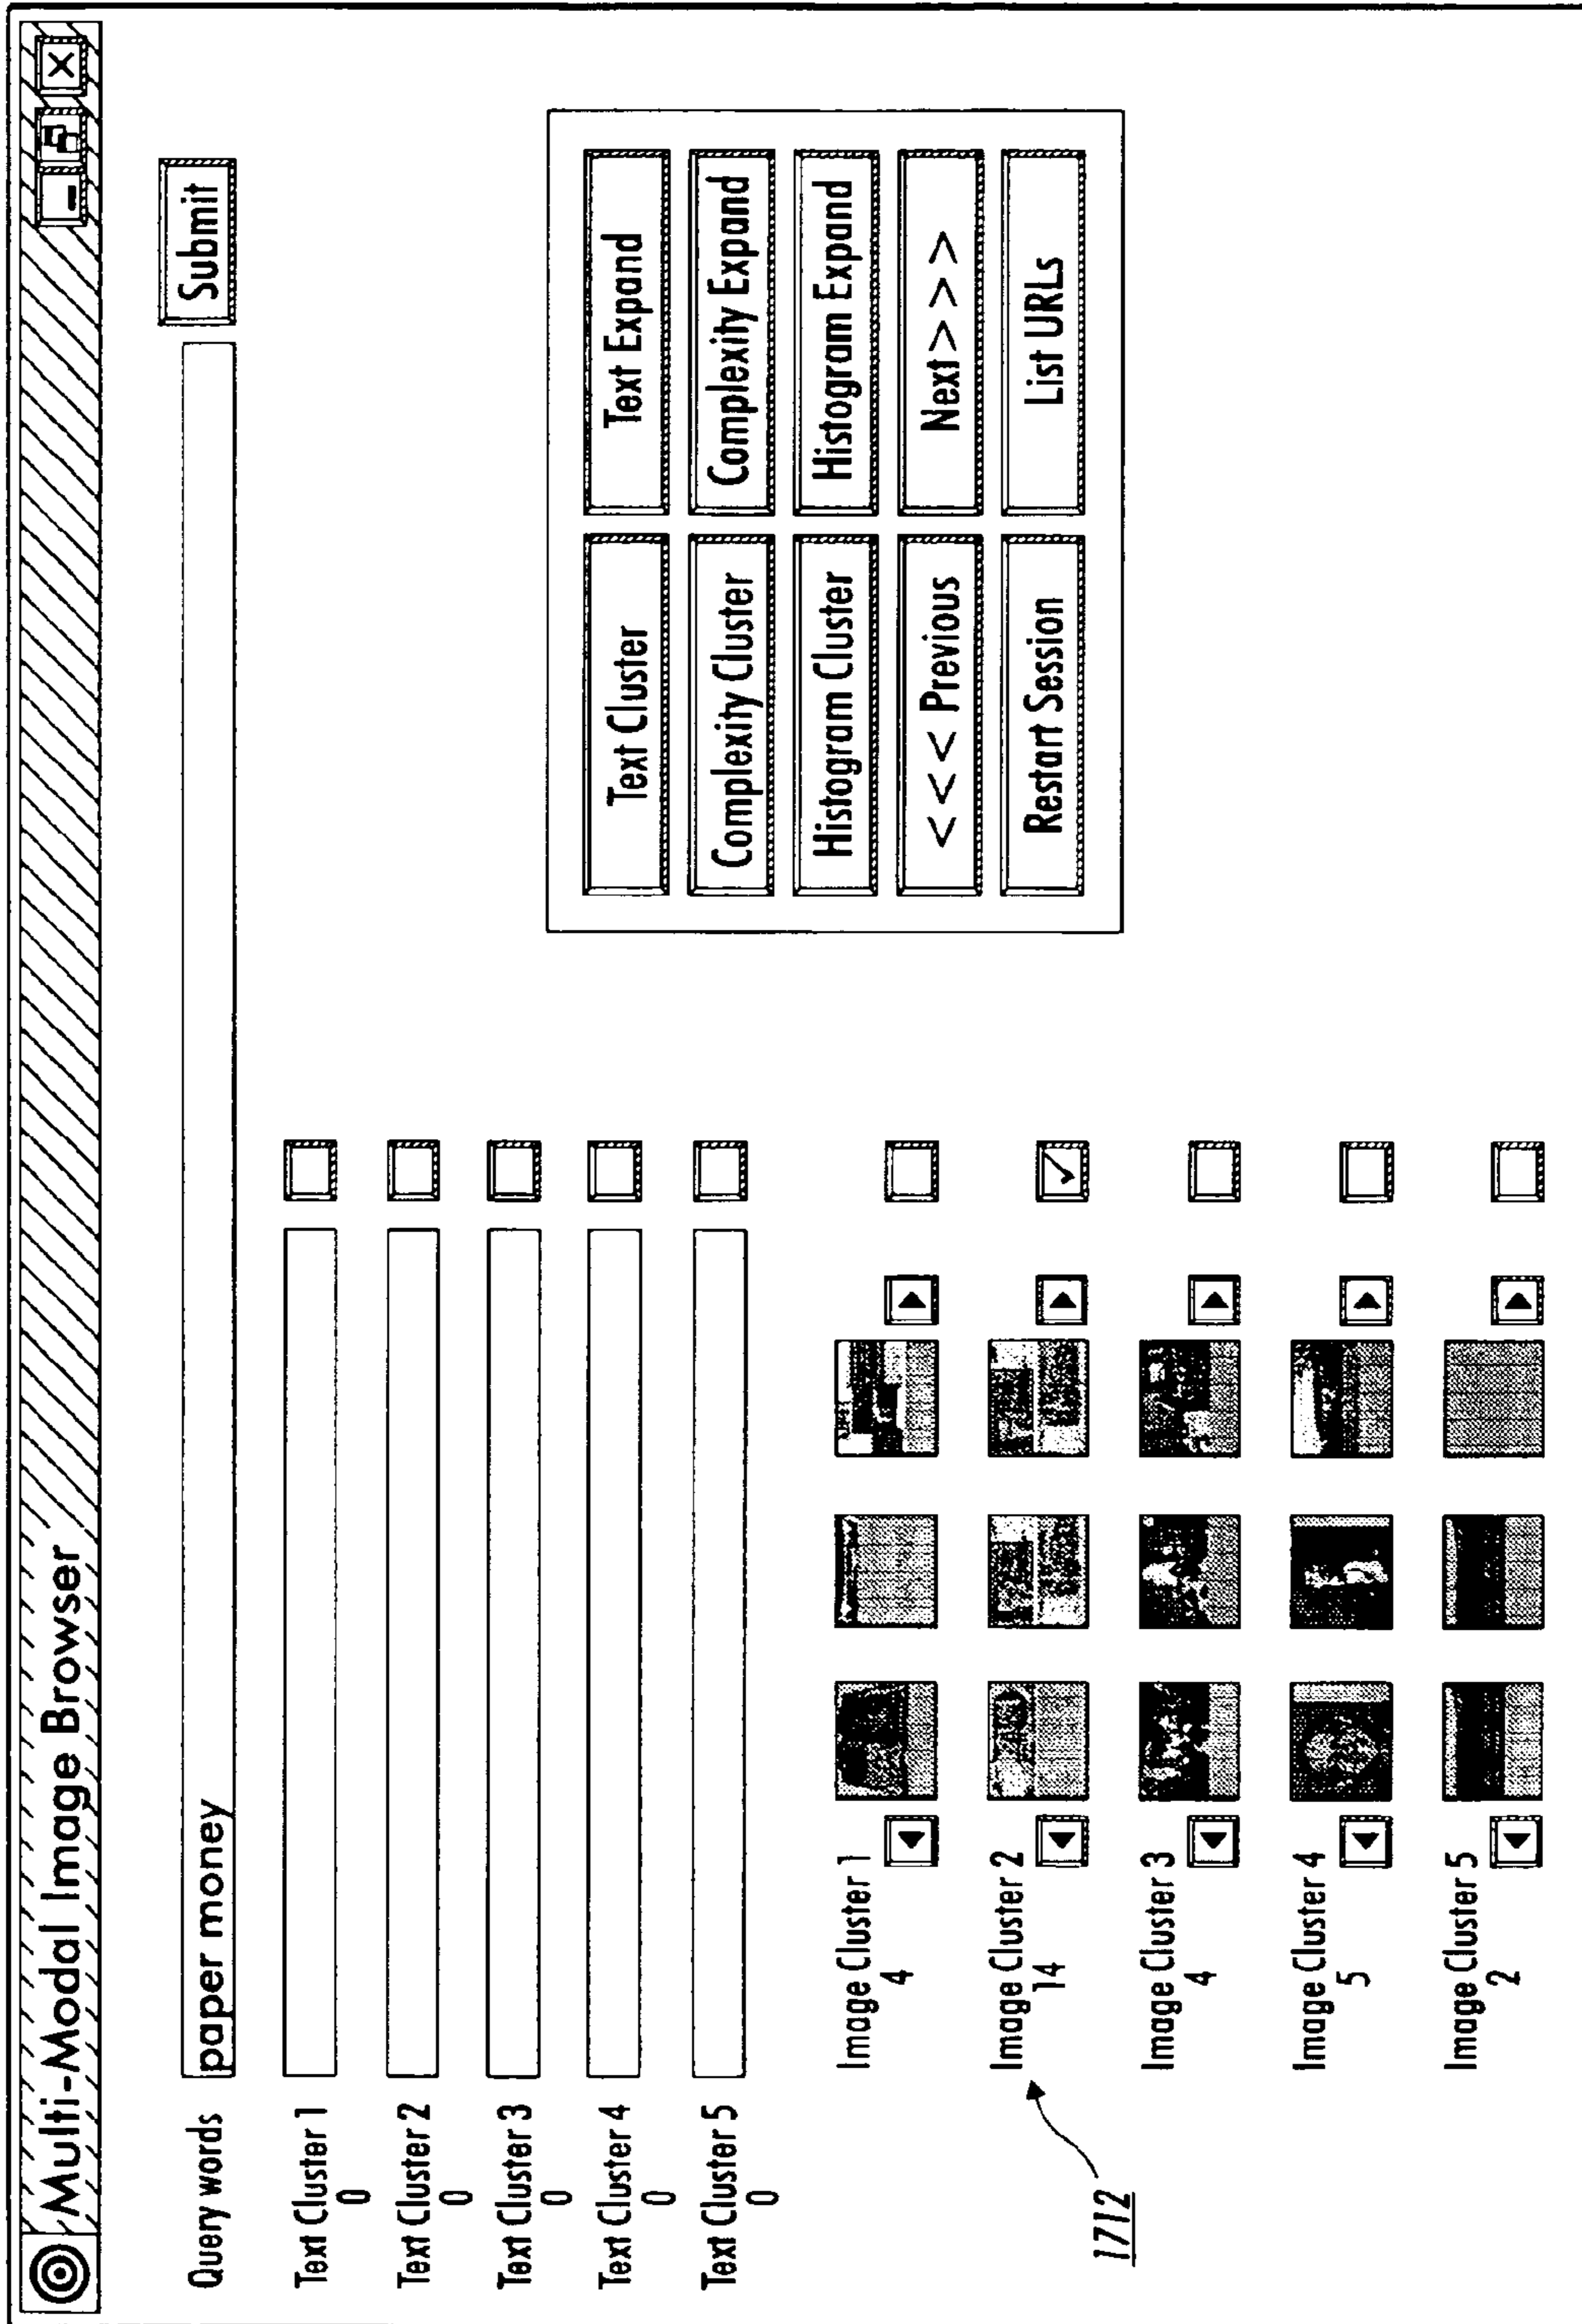 Multi-Modal Image Browser
Query words paper money Submit
Text Cluster 1
0
Text Cluster 2
0
Text Cluster 3
0
Text Cluster 4
0
Text Cluster 5
0
Text Cluster Text Expand
Complexity Cluster Complexity Expand
Histogram Cluster Histogram Expand
<<< Previous Next>>>
Restart Session List URLs
Image Cluster 1
4
Image Cluster 2
14
Image Cluster 3
4
Image Cluster 4
5
Image Cluster 5
2
1712